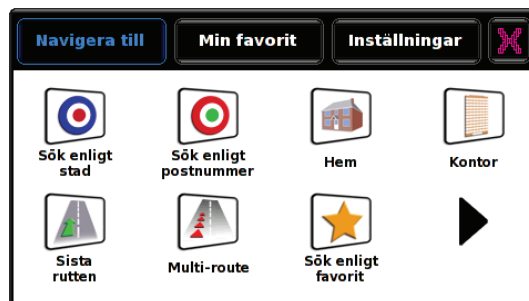 Navigera till Min favorit Inställningar
Sök enligt stad
Sök enligt postnummer
Hem
Kontor
Sista rutten
Multi-route
Sök enligt favorit